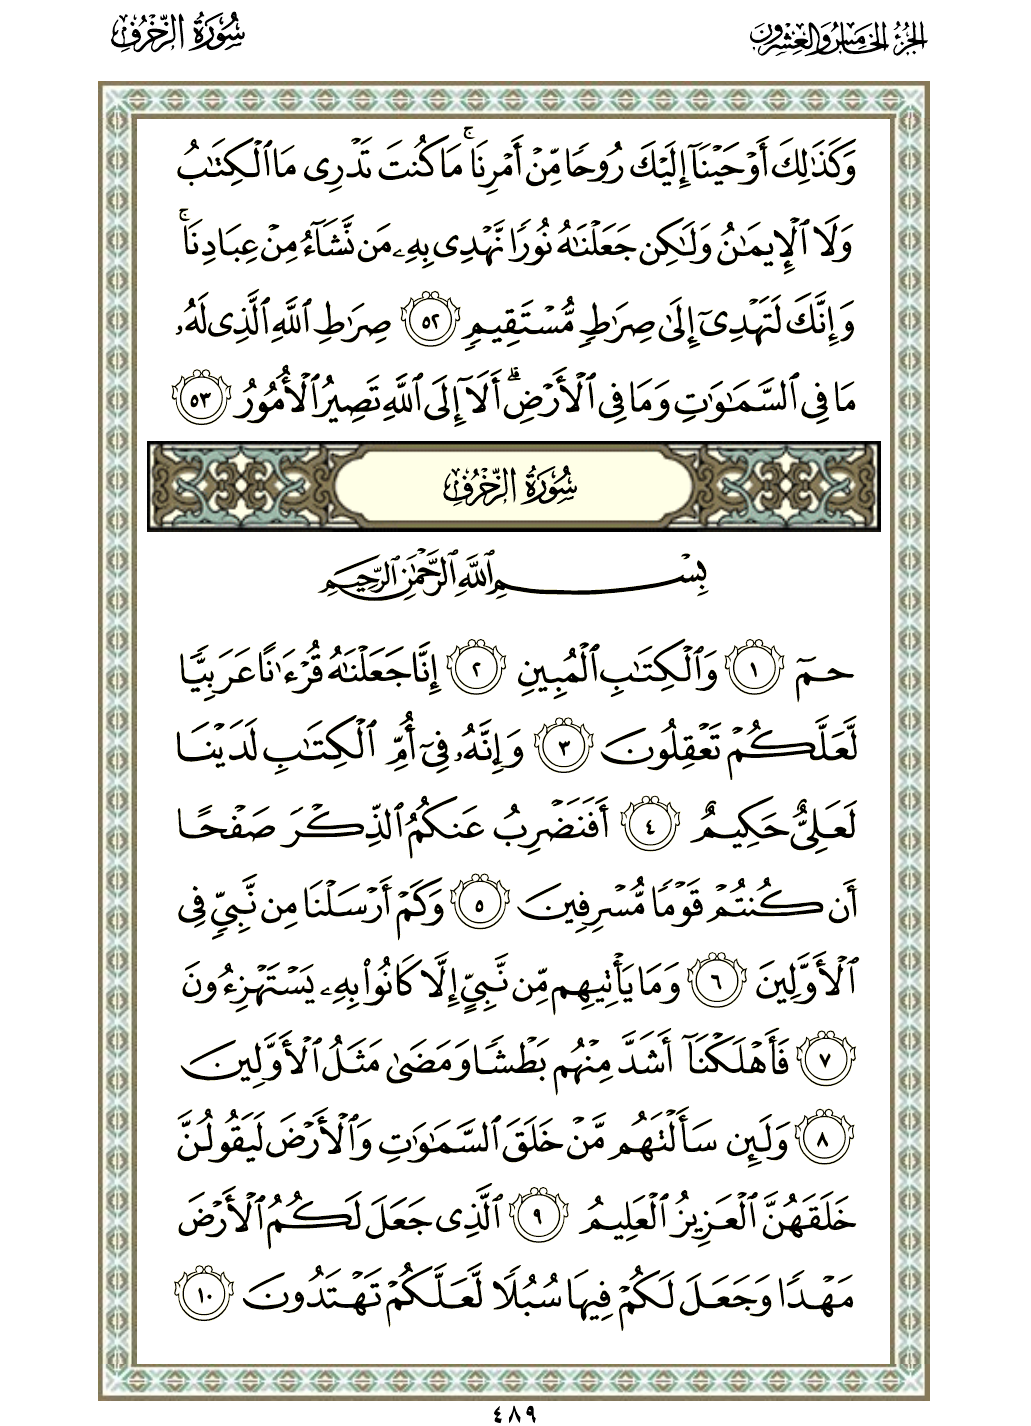 الجزء الخامس والعشرون
سورة الزخرف
وَكَذَٰلِكَ أَوْحَيْنَآ إِلَيْكَ رُوحًا مِّنْ أَمْرِنَا ۚ مَا كُنتَ تَدْرِى مَا ٱلْكِتَٰبُ
وَلَا ٱلْإِيمَٰنُ وَلَٰكِن جَعَلْنَٰهُ نُورًا نَّهْدِى بِهِۦ مَن نَّشَآءُ مِنْ عِبَادِنَا ۚ
وَإِنَّكَ لَتَهْدِىٓ إِلَىٰ صِرَٰطٍ مُّسْتَقِيمٍ ٥٢ صِرَٰطِ ٱللَّهِ ٱلَّذِى لَهُۥ
مَا فِى ٱلسَّمَٰوَٰتِ وَمَا فِى ٱلْأَرْضِ ۗ أَلَآ إِلَى ٱللَّهِ تَصِيرُ ٱلْأُمُورُ ٥٣
سُورَةُ الزُّخْرُفِ
بِسْمِ ٱللَّهِ ٱلرَّحْمَٰنِ ٱلرَّحِيمِ
حمٓ ١ وَٱلْكِتَٰبِ ٱلْمُبِينِ ٢ إِنَّا جَعَلْنَٰهُ قُرْءَٰنًا عَرَبِيًّا
لَّعَلَّكُمْ تَعْقِلُونَ ٣ وَإِنَّهُۥ فِىٓ أُمِّ ٱلْكِتَٰبِ لَدَيْنَا
لَعَلِىٌّ حَكِيمٌ ٤ أَفَنَضْرِبُ عَنكُمُ ٱلذِّكْرَ صَفْحًا
أَن كُنتُمْ قَوْمًا مُّسْرِفِينَ ٥ وَكَمْ أَرْسَلْنَا مِن نَّبِىٍّ فِى
ٱلْأَوَّلِينَ ٦ وَمَا يَأْتِيهِم مِّن نَّبِىٍّ إِلَّا كَانُوا۟ بِهِۦ يَسْتَهْزِءُونَ
٧ فَأَهْلَكْنَآ أَشَدَّ مِنْهُم بَطْشًا وَمَضَىٰ مَثَلُ ٱلْأَوَّلِينَ
٨ وَلَئِن سَأَلْتَهُم مَّنْ خَلَقَ ٱلسَّمَٰوَٰتِ وَٱلْأَرْضَ لَيَقُولُنَّ
خَلَقَهُنَّ ٱلْعَزِيزُ ٱلْعَلِيمُ ٩ ٱلَّذِى جَعَلَ لَكُمُ ٱلْأَرْضَ
مَهْدًا وَجَعَلَ لَكُمْ فِيهَا سُبُلًا لَّعَلَّكُمْ تَهْتَدُونَ ١٠
٤٨٩